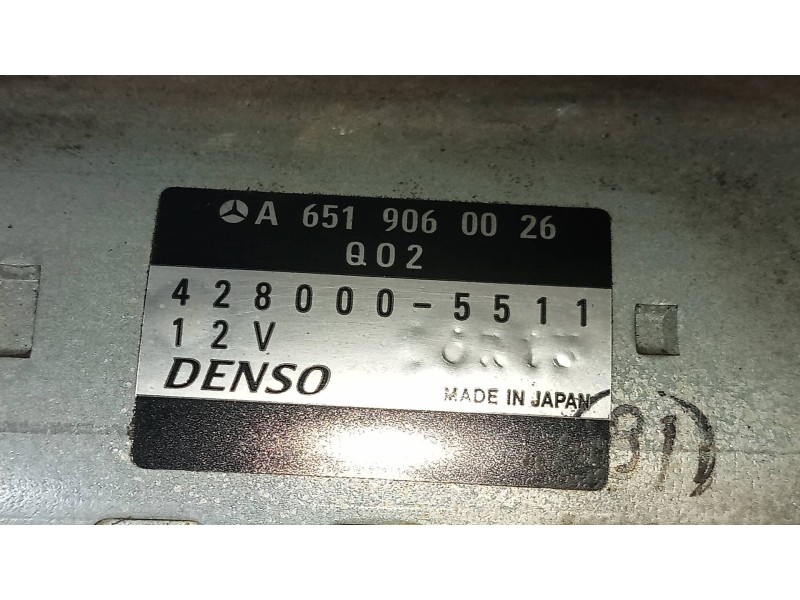 A 651 906 00 26
Q02
428000-5511
12V
DENSO
MADE IN JAPAN